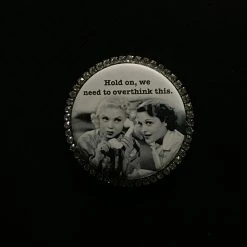 Hold on, we
need to overthink this.